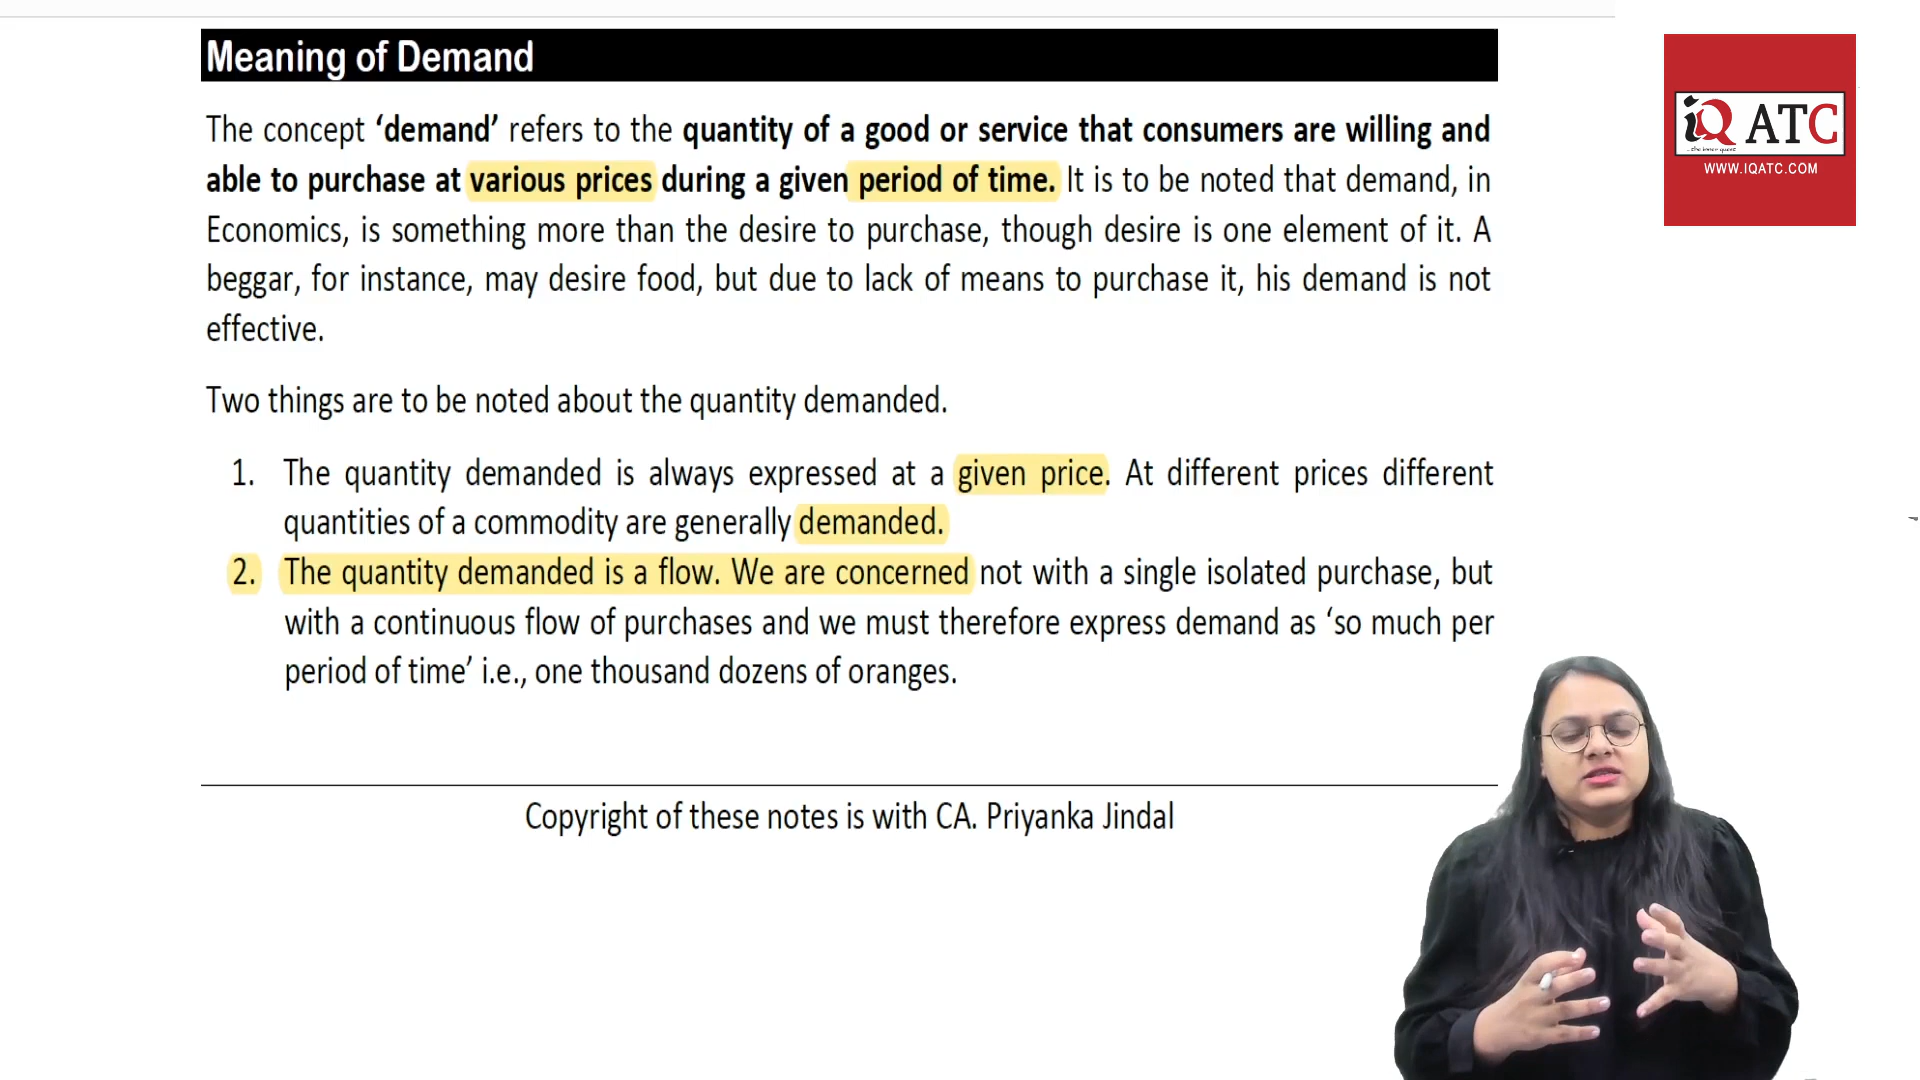 Meaning of Demand
The concept ‘demand’ refers to the quantity of a good or service that consumers are willing and
able to purchase at various prices during a given period of time. It is to be noted that demand, in
Economics, is something more than the desire to purchase, though desire is one element of it. A
beggar, for instance, may desire food, but due to lack of means to purchase it, his demand is not
effective.
Two things are to be noted about the quantity demanded.
1. The quantity demanded is always expressed at a given price. At different prices different
quantities of a commodity are generally demanded.
2. The quantity demanded is a flow. We are concerned not with a single isolated purchase, but
with a continuous flow of purchases and we must therefore express demand as ‘so much per
period of time’ i.e., one thousand dozens of oranges.
Copyright of these notes is with CA. Priyanka Jindal
iQ ATC
...the inner quest
WWW.IQATC.COM